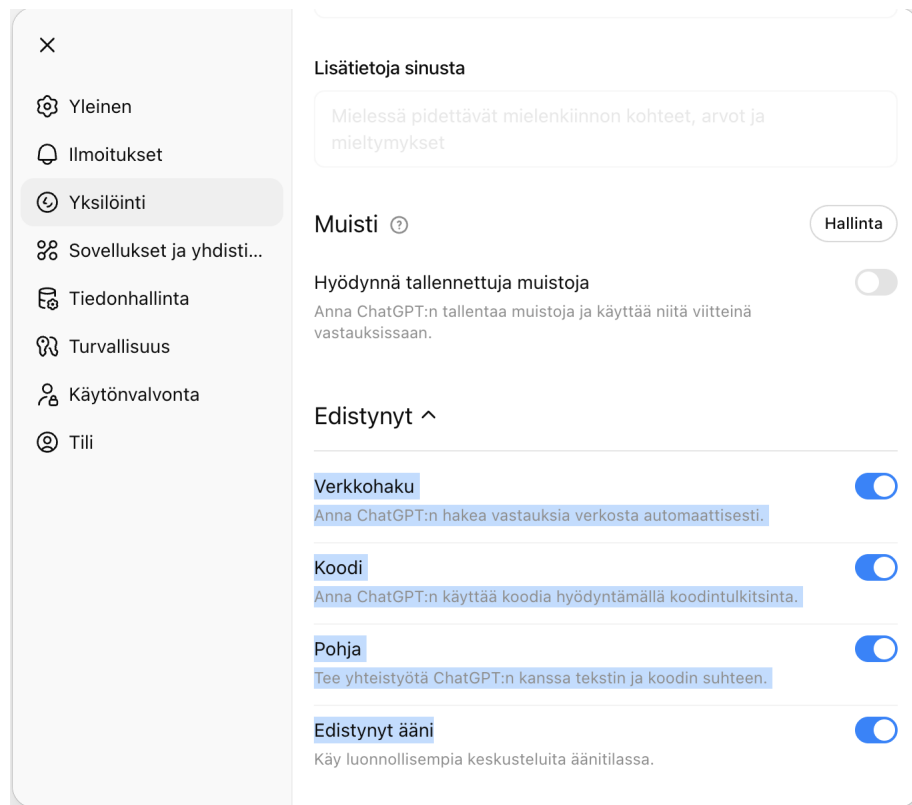 Lisätietoja sinusta
Mielessä pidettävät mielenkiinnon kohteet, arvot ja
mieltymykset
Yleinen
Ilmoitukset
Yksilöinti
Sovellukset ja yhdisti...
Tiedonhallinta
Turvallisuus
Käytönvalvonta
Tili
Muisti
Hallinta
Hyödynnä tallennettuja muistoja
Anna ChatGPT:n tallentaa muistoja ja käyttää niitä viitteinä
vastauksissaan.
Edistynyt
Verkkohaku
Anna ChatGPT:n hakea vastauksia verkosta automaattisesti.
Koodi
Anna ChatGPT:n käyttää koodia hyödyntämällä koodintulkitsinta.
Pohja
Tee yhteistyötä ChatGPT:n kanssa tekstin ja koodin suhteen.
Edistynyt ääni
Käy luonnollisempia keskusteluita äänitilassa.